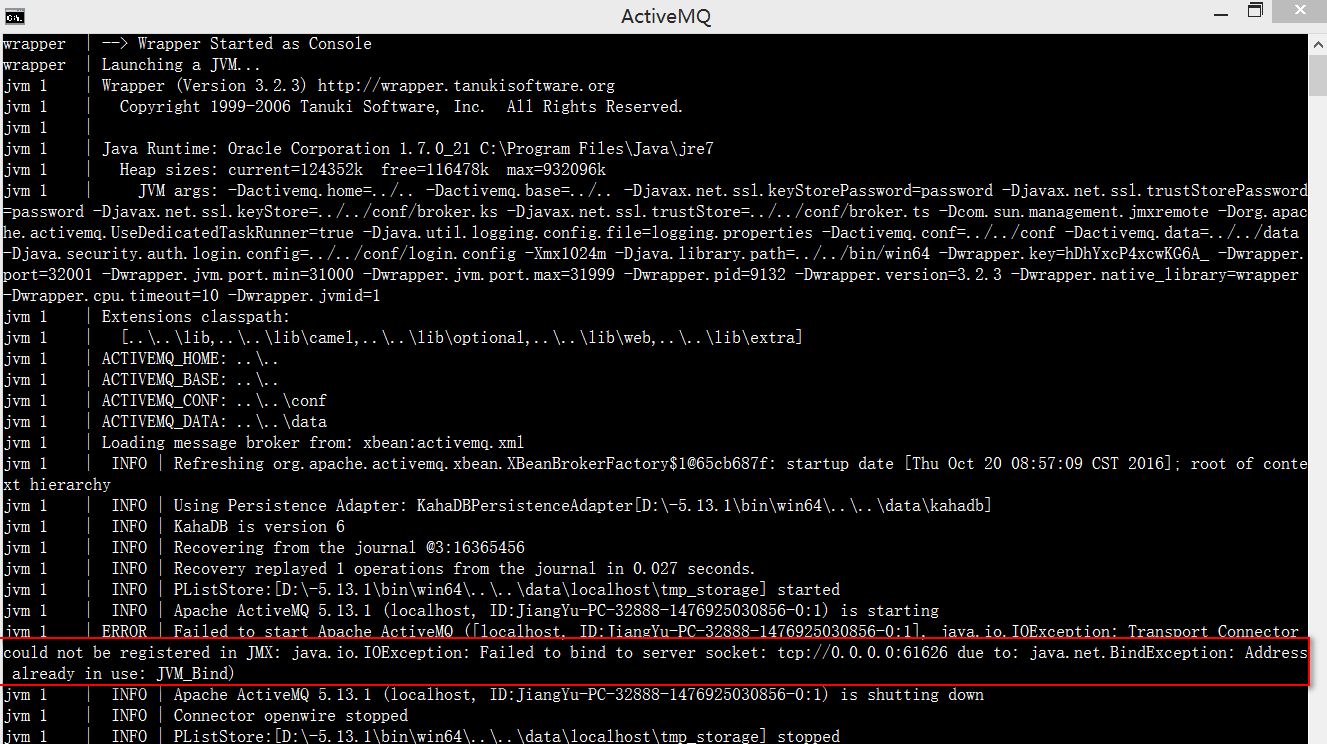 ActiveMQ
wrapper | --> Wrapper Started as Console
wrapper | Launching a JVM...
jvm 1 | Wrapper (Version 3.2.3) http://wrapper.tanukisoftware.org
jvm 1 | Copyright 1999-2006 Tanuki Software, Inc. All Rights Reserved.
jvm 1 |
jvm 1 | Java Runtime: Oracle Corporation 1.7.0_21 C:\Program Files\Java\jre7
jvm 1 | Heap sizes: current=124352k free=116478k max=932096k
jvm 1 | JVM args: -Dactivemq.home=../.. -Dactivemq.base=../.. -Djavax.net.ssl.keyStorePassword=password -Djavax.net.ssl.trustStorePassword
=password -Djavax.net.ssl.keyStore=../../conf/broker.ks -Djavax.net.ssl.trustStore=../../conf/broker.ts -Dcom.sun.management.jmxremote -Dorg.apac
he.activemq.UseDedicatedTaskRunner=true -Djava.util.logging.config.file=logging.properties -Dactivemq.conf=../../conf -Dactivemq.data=../../data
-Djava.security.auth.login.config=../../conf/login.config -Xmx1024m -Djava.library.path=../../bin/win64 -Dwrapper.key=hDhYxcP4xcwKG6A_ -Dwrapper.
port=32001 -Dwrapper.jvm.port.min=31000 -Dwrapper.jvm.port.max=31999 -Dwrapper.pid=9132 -Dwrapper.version=3.2.3 -Dwrapper.native_library=wrapper
-Dwrapper.cpu.timeout=10 -Dwrapper.jvmid=1
jvm 1 | Extensions classpath:
jvm 1 | [..\..\lib,..\..\lib\camel,..\..\lib\optional,..\..\lib\web,..\..\lib\extra]
jvm 1 | ACTIVEMQ_HOME: ..\..
jvm 1 | ACTIVEMQ_BASE: ..\..
jvm 1 | ACTIVEMQ_CONF: ..\..\conf
jvm 1 | ACTIVEMQ_DATA: ..\..\data
jvm 1 | Loading message broker from: xbean:activemq.xml
jvm 1 | INFO | Refreshing org.apache.activemq.xbean.XBeanBrokerFactory$1@65cb687f: startup date [Thu Oct 20 08:57:09 CST 2016]; root of conte
xt hierarchy
jvm 1 | INFO | Using Persistence Adapter: KahaDBPersistenceAdapter[D:\-5.13.1\bin\win64\..\..\data\kahadb]
jvm 1 | INFO | KahaDB is version 6
jvm 1 | INFO | Recovering from the journal @3:16365456
jvm 1 | INFO | Recovery replayed 1 operations from the journal in 0.027 seconds.
jvm 1 | INFO | PListStore:[D:\-5.13.1\bin\win64\..\..\data\localhost\tmp_storage] started
jvm 1 | INFO | Apache ActiveMQ 5.13.1 (localhost, ID:JiangYu-PC-32888-1476925030856-0:1) is starting
jvm 1 | ERROR | Failed to start Apache ActiveMQ ([localhost, ID:JiangYu-PC-32888-1476925030856-0:1], java.io.IOException: Transport Connector
could not be registered in JMX: java.io.IOException: Failed to bind to server socket: tcp://0.0.0.0:61626 due to: java.net.BindException: Address
already in use: JVM_Bind)
jvm 1 | INFO | Apache ActiveMQ 5.13.1 (localhost, ID:JiangYu-PC-32888-1476925030856-0:1) is shutting down
jvm 1 | INFO | Connector openwire stopped
jvm 1 | INFO | PListStore:[D:\-5.13.1\bin\win64\..\..\data\localhost\tmp_storage] stopped